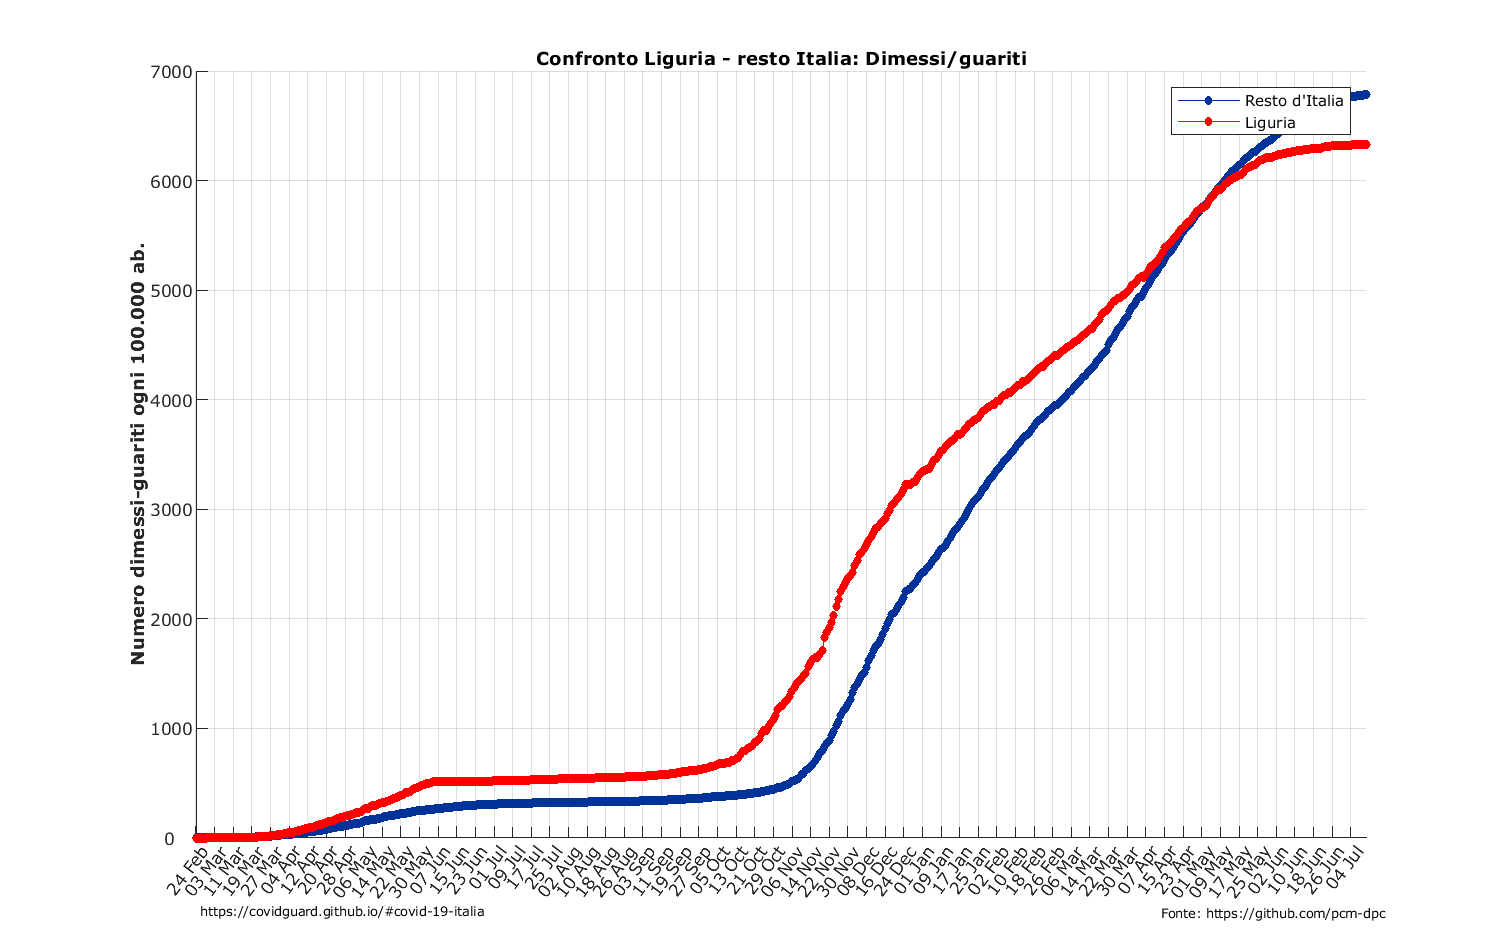 Confronto Liguria - resto Italia: Dimessi/guariti
Resto d'Italia
Liguria
Numero dimessi-guariti ogni 100.000 ab.
7000
6000
5000
4000
3000
2000
1000
0
24 Feb
03 Mar
11 Mar
19 Mar
27 Mar
04 Apr
12 Apr
20 Apr
28 Apr
06 May
14 May
22 May
30 May
07 Jun
15 Jun
23 Jun
01 Jul
09 Jul
17 Jul
25 Jul
02 Aug
10 Aug
18 Aug
26 Aug
03 Sep
11 Sep
19 Sep
27 Sep
05 Oct
13 Oct
21 Oct
29 Oct
06 Nov
14 Nov
22 Nov
30 Nov
08 Dec
16 Dec
24 Dec
01 Jan
09 Jan
17 Jan
25 Jan
02 Feb
10 Feb
18 Feb
26 Feb
06 Mar
14 Mar
22 Mar
30 Mar
07 Apr
15 Apr
23 Apr
01 May
09 May
17 May
25 May
02 Jun
10 Jun
18 Jun
26 Jun
04 Jul
https://covidguard.github.io/#covid-19-italia
Fonte: https://github.com/pcm-dpc